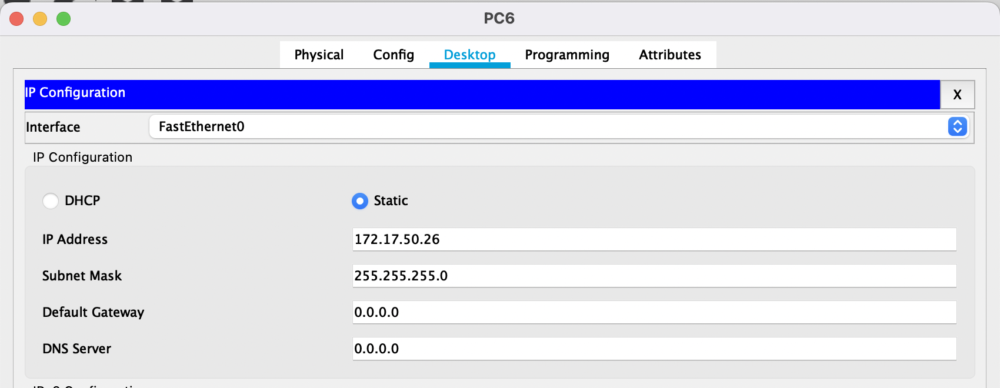 PC6
Physical Config Desktop Programming Attributes
IP Configuration X
Interface FastEthernet0
IP Configuration
DHCP Static
IP Address 172.17.50.26
Subnet Mask 255.255.255.0
Default Gateway 0.0.0.0
DNS Server 0.0.0.0